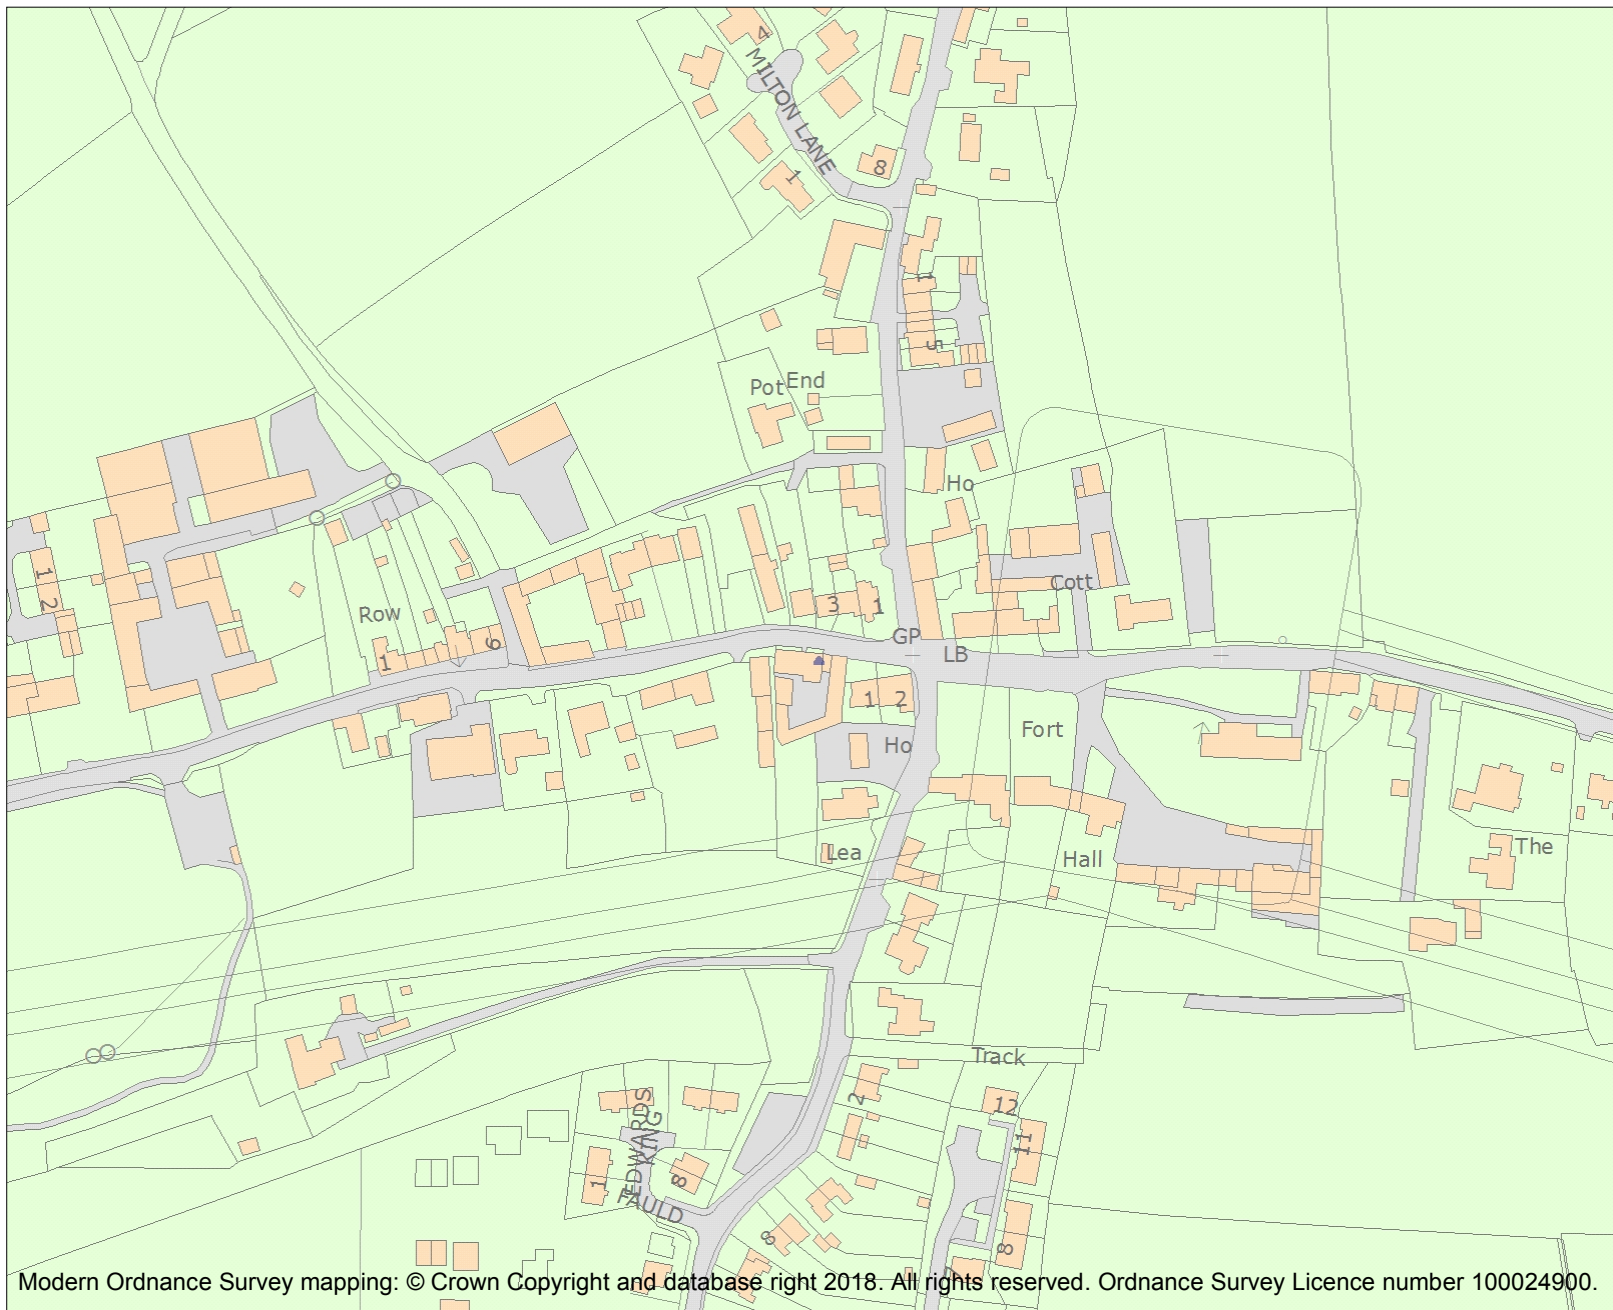 4
MILTON LANE
8
1
1
5
Pot End
Ho
1
2
Row
1
9
Cott
3
1
GP
LB
1
2
Fort
Ho
Lea
Hall
The
Track
2
12
11
KING
EDWARDS
FAULD
1
8
8
8
Modern Ordnance Survey mapping: © Crown Copyright and database right 2018. All rights reserved. Ordnance Survey Licence number 100024900.